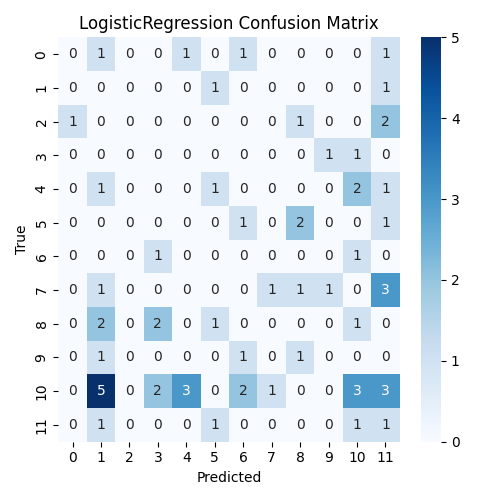 LogisticRegression Confusion Matrix
0 0 1 0 0 1 0 1 0 0 0 0 1
1 0 0 0 0 0 1 0 0 0 0 0 1
2 1 0 0 0 0 0 0 0 1 0 0 2
3 0 0 0 0 0 0 0 0 0 1 1 0
4 0 1 0 0 0 1 0 0 0 0 2 1
5 0 0 0 0 0 0 1 0 2 0 0 1
6 0 0 0 1 0 0 0 0 0 0 1 0
7 0 1 0 0 0 0 0 1 1 1 0 3
8 0 2 0 2 0 1 0 0 0 0 1 0
9 0 1 0 0 0 0 1 0 1 0 0 0
10 0 5 0 2 3 0 2 1 0 0 3 3
11 0 1 0 0 0 1 0 0 0 0 1 1
0 1 2 3 4 5 6 7 8 9 10 11
True
Predicted
5
4
3
2
1
0